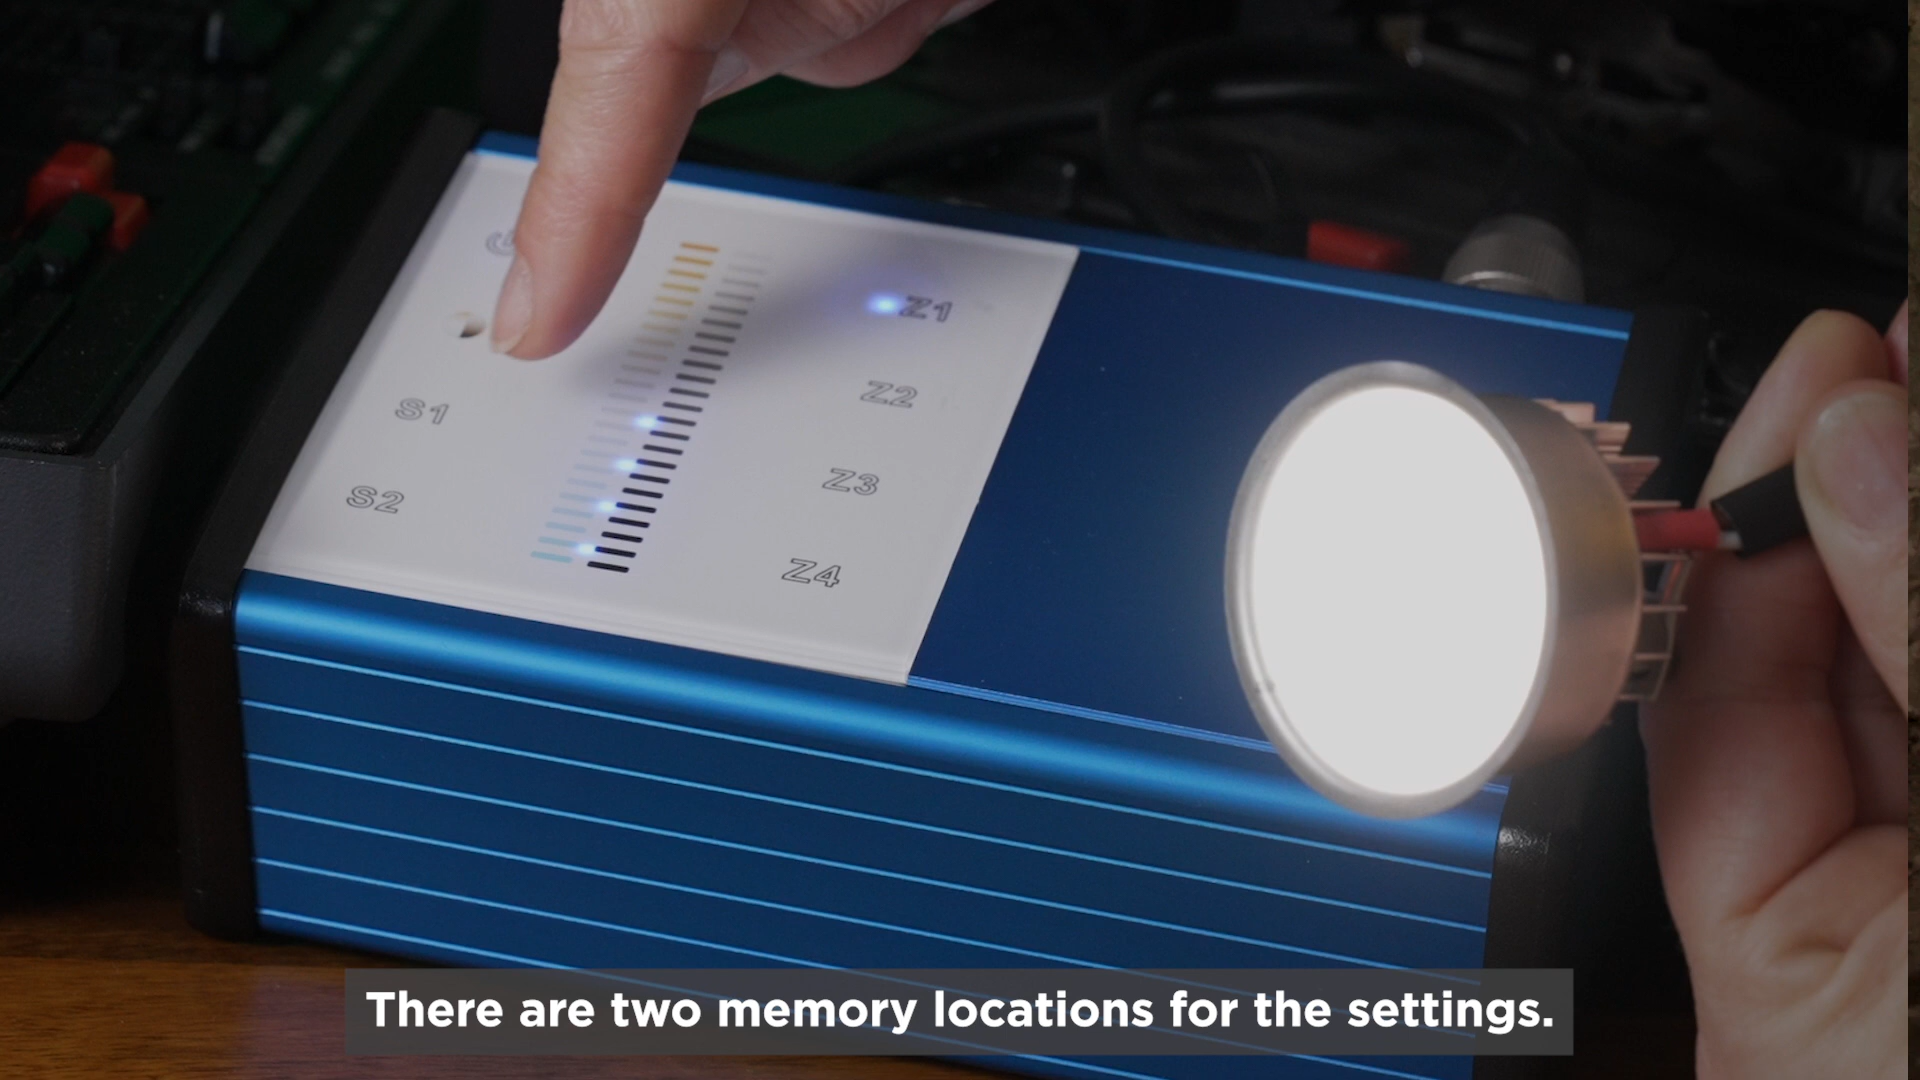 Z1
S1
Z2
S2
Z3
Z4
There are two memory locations for the settings.